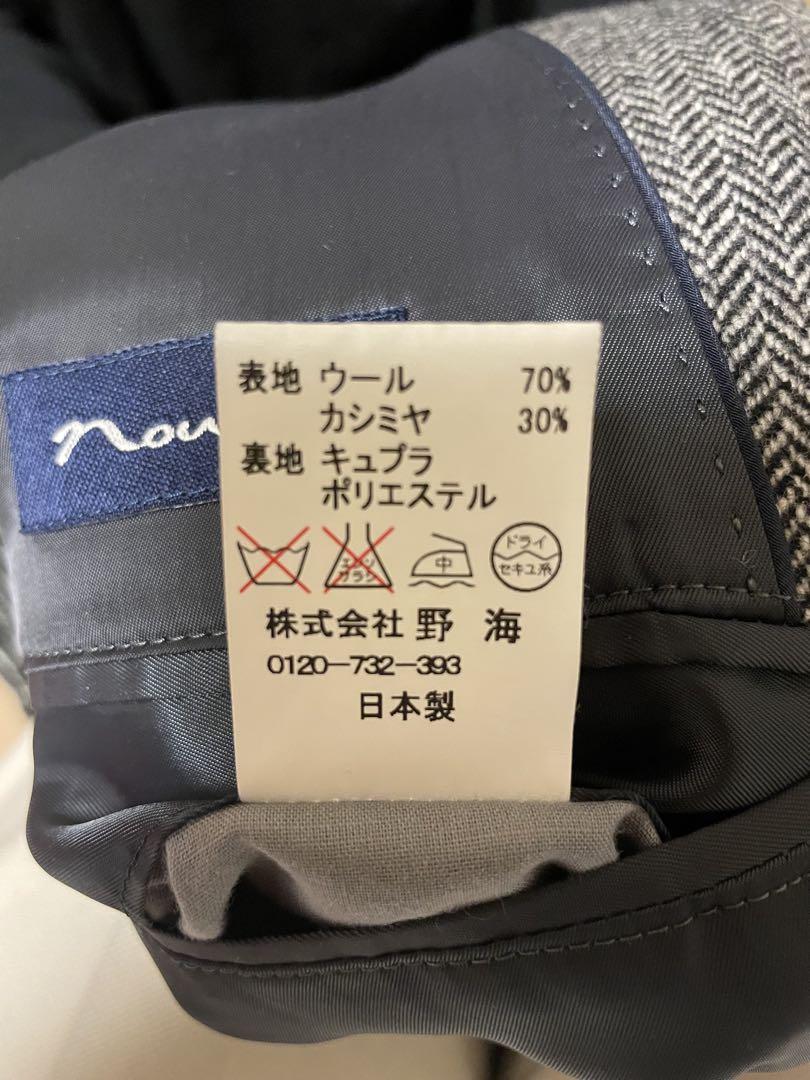 表地 ウール 70%
カシミヤ 30%
裏地 キュプラ
ポリエステル
エンソ
サラシ
中
ドライ
セキユ系
株式会社 野 海
0120-732-393
日本製